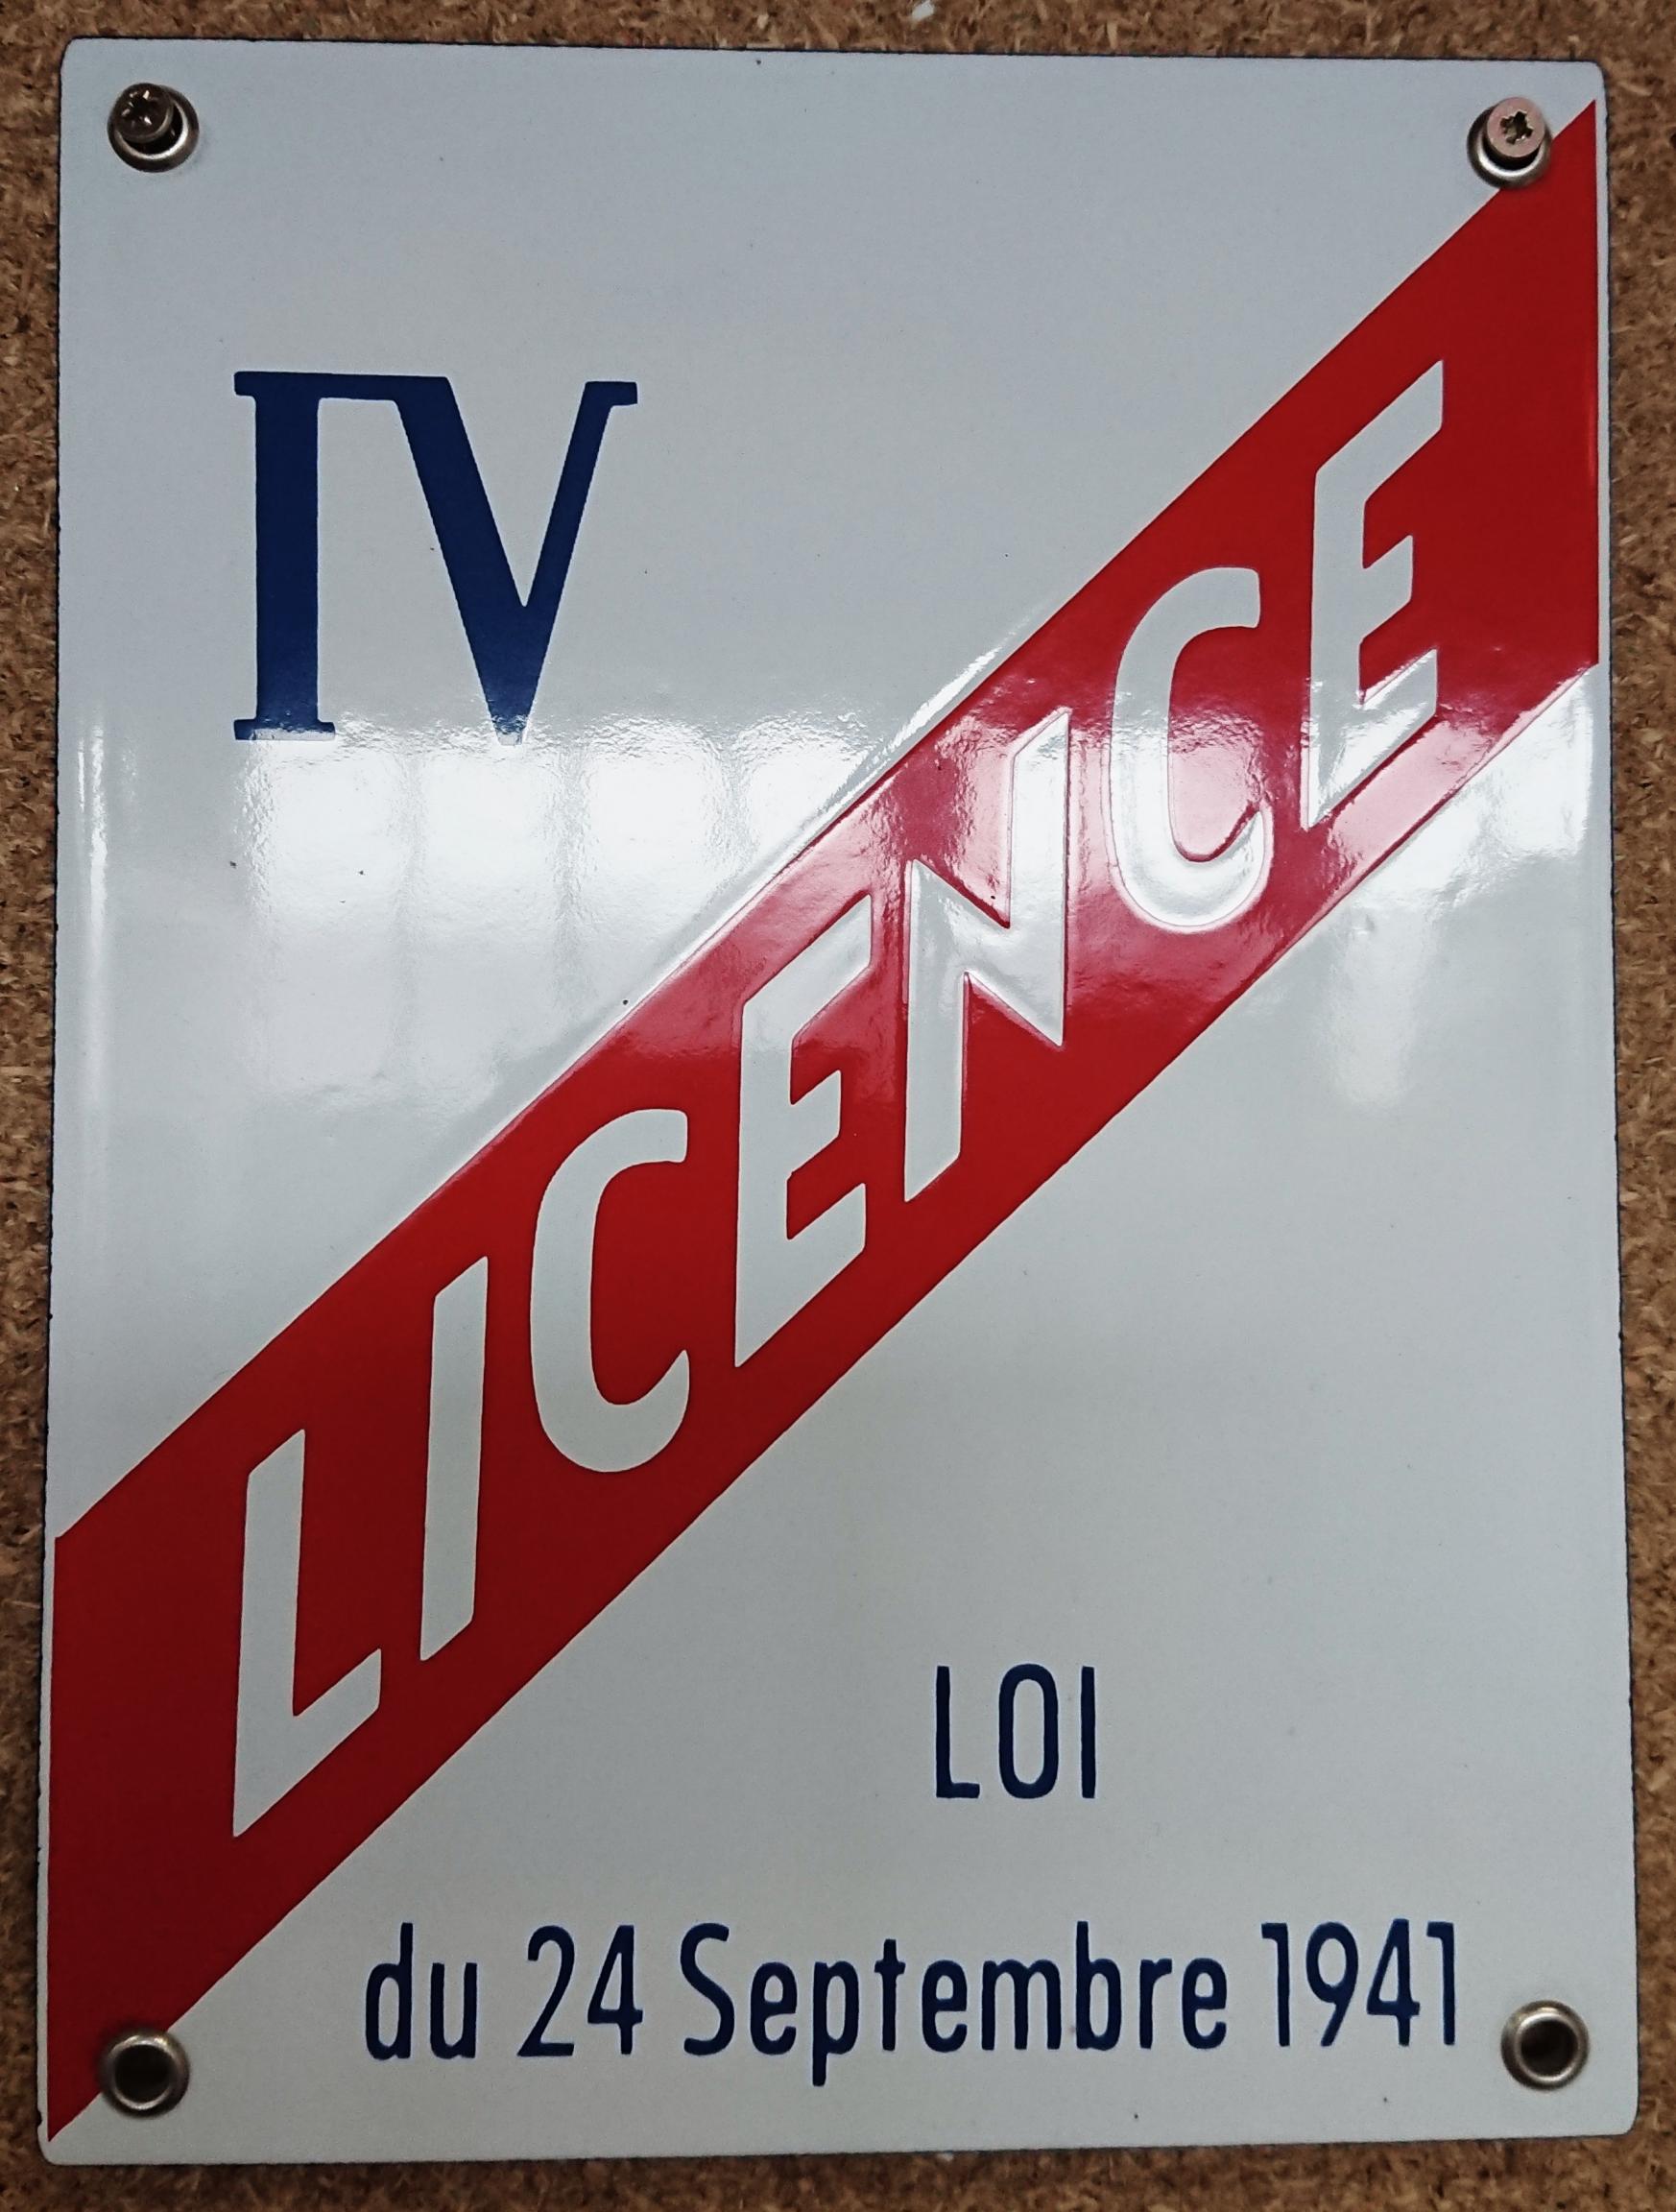 IV
LICENCE
LOI
du 24 Septembre 1941